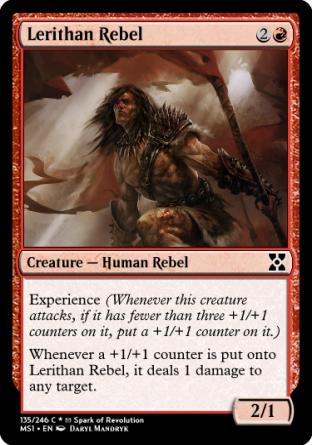 Lerithan Rebel 2
Creature — Human Rebel
Experience (Whenever this creature
attacks, if it has fewer than three +1/+1
counters on it, put a +1/+1 counter on it.)
Whenever a +1/+1 counter is put onto
Lerithan Rebel, it deals 1 damage to
any target.
2/1
135/246 C * Spark of Revolution
MS1 • EN Daryl Mandryk